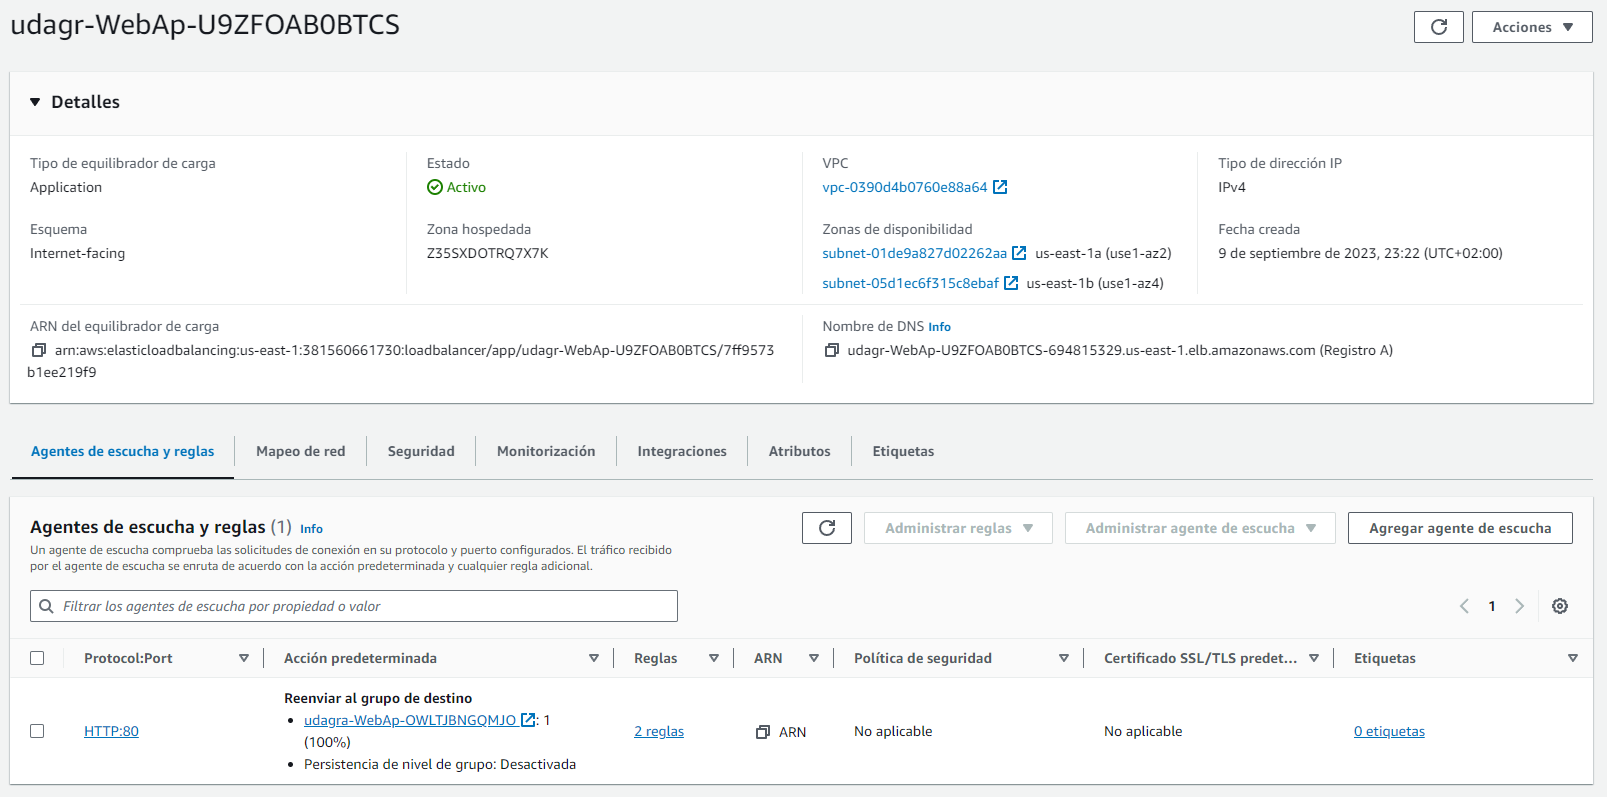 udagr-WebAp-U9ZFOAB0BTCS
Acciones
Detalles
Tipo de equilibrador de carga
Application
Estado
Activo
VPC
vpc-0390d4b0760e88a64
Tipo de dirección IP
IPv4
Esquema
Internet-facing
Zona hospedada
Z35SXDOTRQ7X7K
Zonas de disponibilidad
subnet-01de9a827d02262aa us-east-1a (use1-az2)
subnet-05d1ec6f315c8ebaf us-east-1b (use1-az4)
Fecha creada
9 de septiembre de 2023, 23:22 (UTC+02:00)
ARN del equilibrador de carga
arn:aws:elasticloadbalancing:us-east-1:381560661730:loadbalancer/app/udagr-WebAp-U9ZFOAB0BTCS/7ff9573
b1ee219f9
Nombre de DNS Info
udagr-WebAp-U9ZFOAB0BTCS-694815329.us-east-1.elb.amazonaws.com (Registro A)
Agentes de escucha y reglas Mapeo de red Seguridad Monitorización Integraciones Atributos Etiquetas
Agentes de escucha y reglas (1) Info
Un agente de escucha comprueba las solicitudes de conexión en su protocolo y puerto configurados. El tráfico recibido
por el agente de escucha se enruta de acuerdo con la acción predeterminada y cualquier regla adicional.
Administrar reglas Administrar agente de escucha Agregar agente de escucha
Filtrar los agentes de escucha por propiedad o valor
1
Protocol:Port Acción predeterminada Reglas ARN Política de seguridad Certificado SSL/TLS predet... Etiquetas
HTTP:80
Reenviar al grupo de destino
udagra-WebAp-OWLTJBNGQMJO : 1
(100%)
Persistencia de nivel de grupo: Desactivada
2 reglas
ARN
No aplicable
No aplicable
0 etiquetas